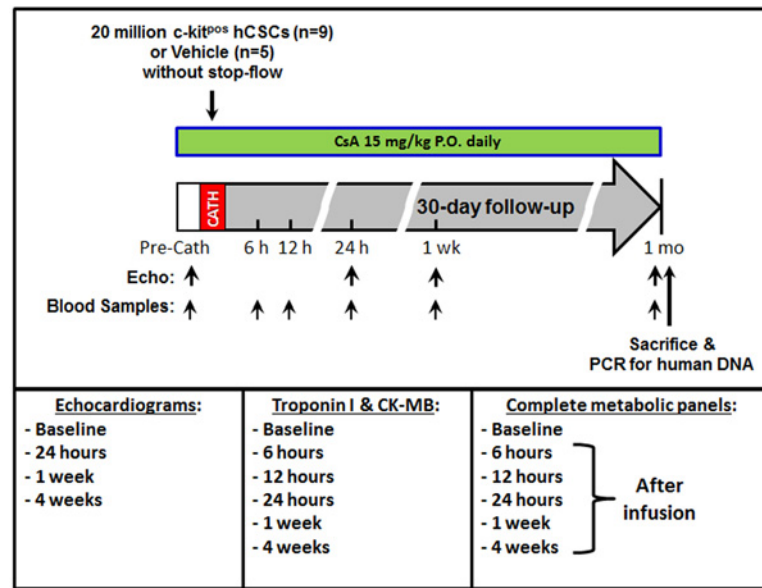 20 million c-kitᵖᵒˢ hCSCs (n=9)
or Vehicle (n=5)
without stop-flow
CsA 15 mg/kg P.O. daily
CATH
30-day follow-up
Pre-Cath 6 h 12 h 24 h 1 wk 1 mo
Echo:
Blood Samples:
Sacrifice &
PCR for human DNA
Echocardiograms:
- Baseline
- 24 hours
- 1 week
- 4 weeks
Troponin I & CK-MB:
- Baseline
- 6 hours
- 12 hours
- 24 hours
- 1 week
- 4 weeks
Complete metabolic panels:
- Baseline
- 6 hours
- 12 hours
- 24 hours
- 1 week
- 4 weeks
After
infusion